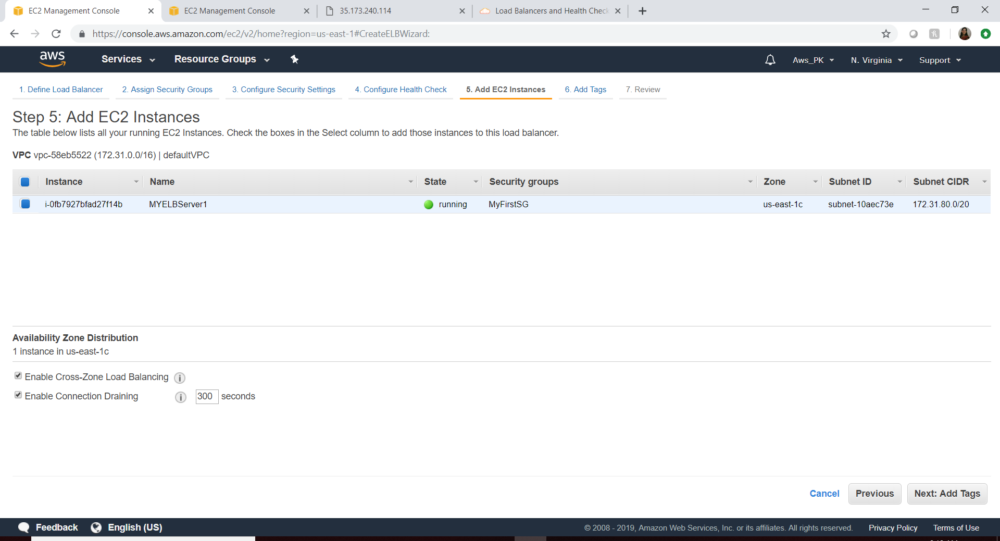 EC2 Management Console
EC2 Management Console
35.173.240.114
Load Balancers and Health Check
https://console.aws.amazon.com/ec2/v2/home?region=us-east-1#CreateELBWizard:
aws Services Resource Groups Aws_PK N. Virginia Support
1. Define Load Balancer 2. Assign Security Groups 3. Configure Security Settings 4. Configure Health Check 5. Add EC2 Instances 6. Add Tags 7. Review
Step 5: Add EC2 Instances
The table below lists all your running EC2 Instances. Check the boxes in the Select column to add those instances to this load balancer.
VPC vpc-58eb5522 (172.31.0.0/16) | defaultVPC
Instance Name State Security groups Zone Subnet ID Subnet CIDR
i-0fb7927bfad27f14b MYELBServer1 running MyFirstSG us-east-1c subnet-10aec73e 172.31.80.0/20
Availability Zone Distribution
1 instance in us-east-1c
Enable Cross-Zone Load Balancing i
Enable Connection Draining i 300 seconds
Cancel Previous Next: Add Tags
Feedback English (US) © 2008 - 2019, Amazon Web Services, Inc. or its affiliates. All rights reserved. Privacy Policy Terms of Use